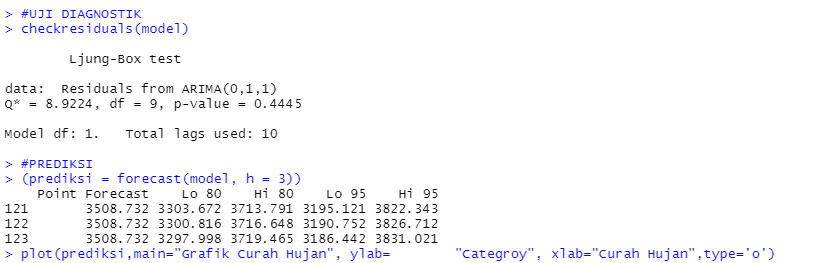 > #UJI DIAGNOSTIK
> checkresiduals(model)
Ljung-Box test
data:  Residuals from ARIMA(0,1,1)
Q* = 8.9224, df = 9, p-value = 0.4445
Model df: 1.   Total lags used: 10
> #PREDIKSI
> (prediksi = forecast(model, h = 3))
    Point Forecast    Lo 80    Hi 80    Lo 95    Hi 95
121       3508.732 3303.672 3713.791 3195.121 3822.343
122       3508.732 3300.816 3716.648 3190.752 3826.712
123       3508.732 3297.998 3719.465 3186.442 3831.021
> plot(prediksi,main="Grafik Curah Hujan", ylab=        "Categroy", xlab="Curah Hujan",type='o')